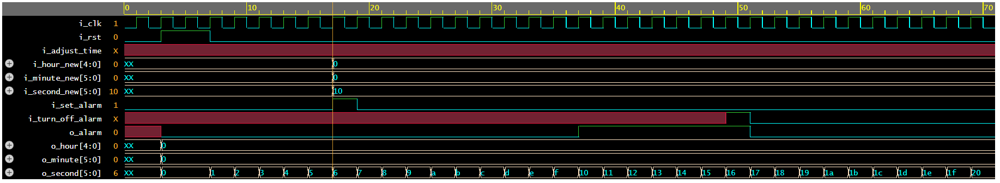 0 10 20 30 40 50 60 70
i_clk 1
i_rst 0
i_adjust_time X
i_hour_new[4:0] 0 XX 0
i_minute_new[5:0] 0 XX 0
i_second_new[5:0] 10 XX 10
i_set_alarm 1
i_turn_off_alarm X
o_alarm 0
o_hour[4:0] 0 XX 0
o_minute[5:0] 0 XX 0
o_second[5:0] 6 XX 0 1 2 3 4 5 6 7 8 9 a b c d e f 10 11 12 13 14 15 16 17 18 19 1a 1b 1c 1d 1e 1f 20